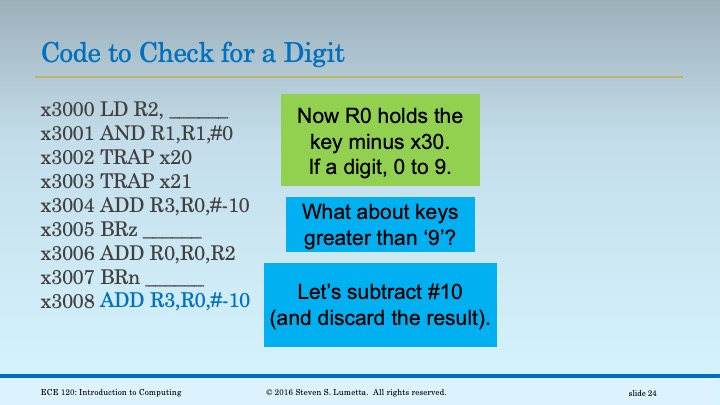 Code to Check for a Digit
x3000 LD R2, ______
x3001 AND R1,R1,#0
x3002 TRAP x20
x3003 TRAP x21
x3004 ADD R3,R0,#-10
x3005 BRz ______
x3006 ADD R0,R0,R2
x3007 BRn ______
x3008 ADD R3,R0,#-10
Now R0 holds the
key minus x30.
If a digit, 0 to 9.
What about keys
greater than ‘9’?
Let’s subtract #10
(and discard the result).
ECE 120: Introduction to Computing
© 2016 Steven S. Lumetta. All rights reserved.
slide 24